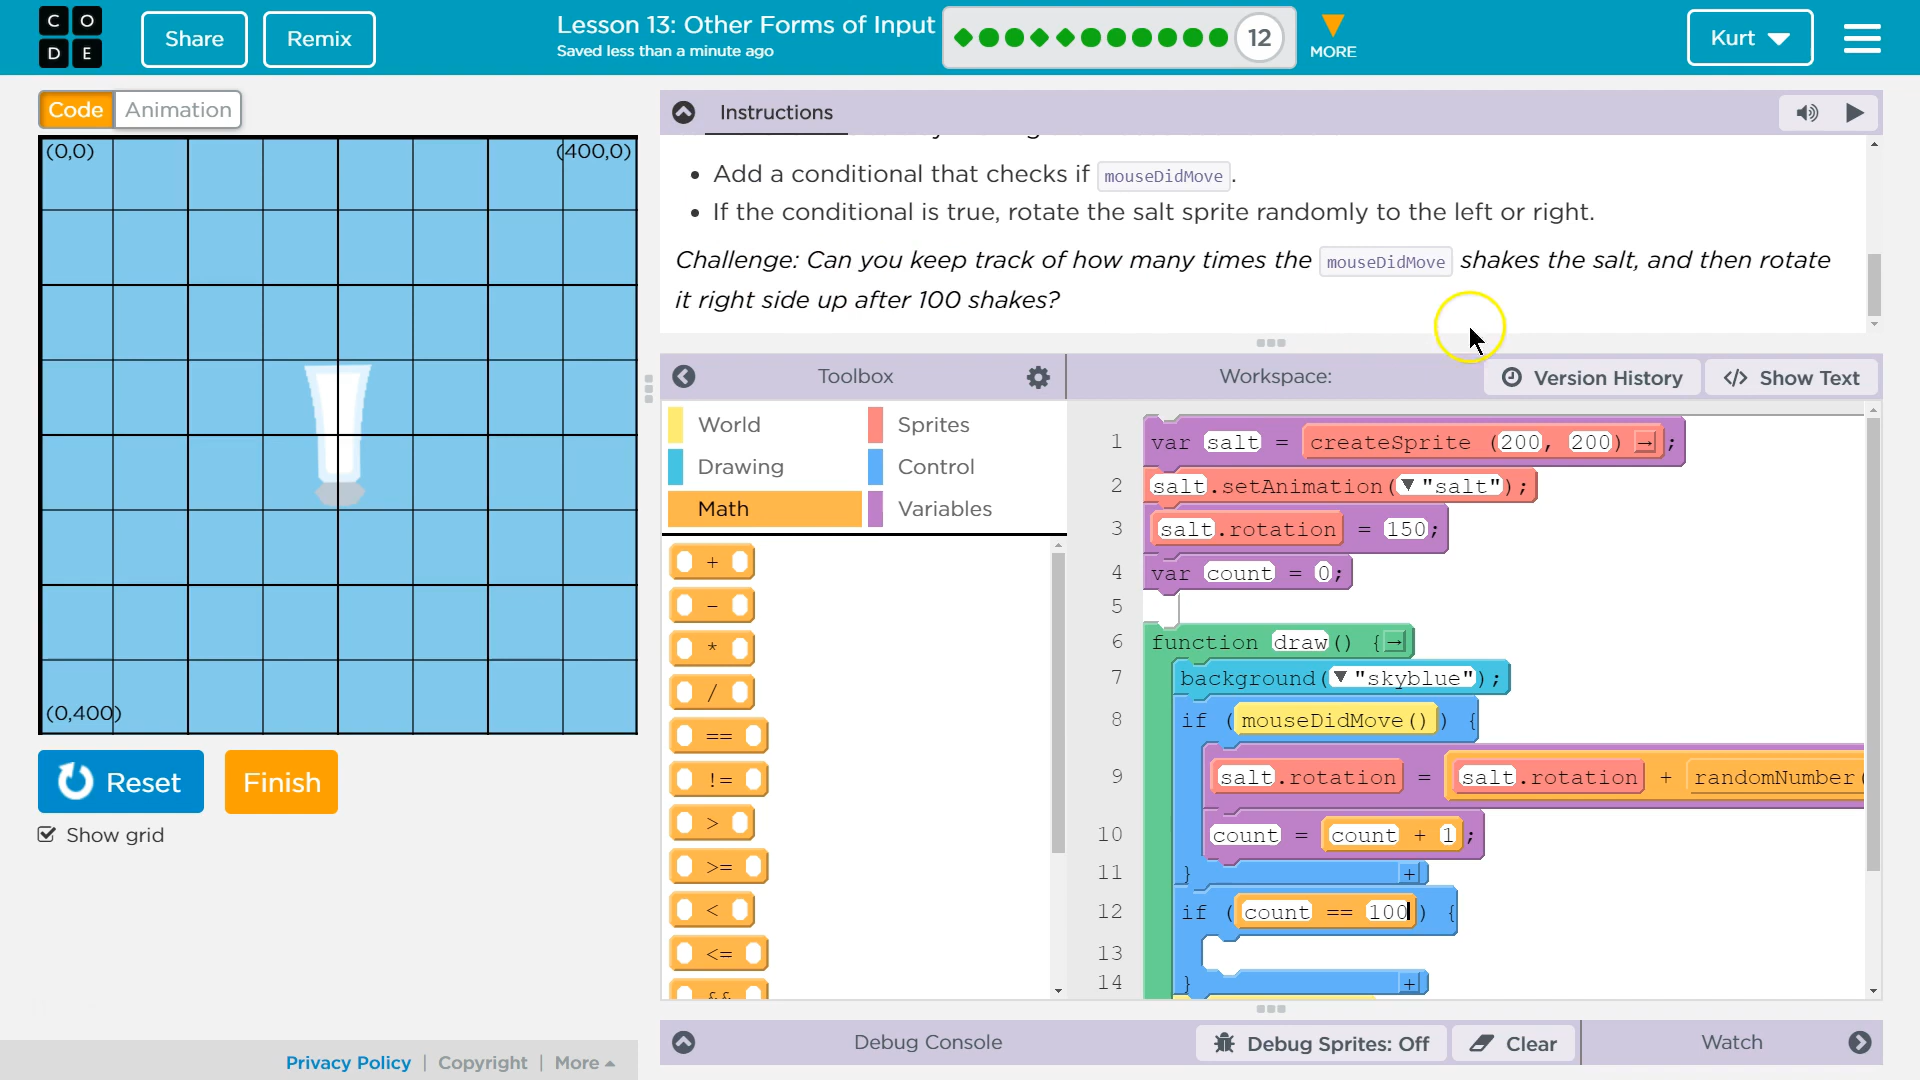 CODE
Share
Remix
Lesson 13: Other Forms of Input
Saved less than a minute ago
12
MORE
Kurt
Code
Animation
Instructions
Add a conditional that checks if mouseDidMove.
If the conditional is true, rotate the salt sprite randomly to the left or right.
Challenge: Can you keep track of how many times the mouseDidMove shakes the salt, and then rotate
it right side up after 100 shakes?
(0,0)
(400,0)
(0,400)
Reset
Finish
Show grid
Toolbox
World
Sprites
Drawing
Control
Math
Variables
+
-
*
/
==
!=
>
>=
<
<=
&&
Workspace:
Version History
</> Show Text
1 var salt = createSprite (200, 200) → ;
2 salt.setAnimation(▼ "salt");
3 salt.rotation = 150;
4 var count = 0;
5
6 function draw() {→
7 background(▼ "skyblue");
8 if (mouseDidMove()) {
9 salt.rotation = salt.rotation + randomNumber(
10 count = count + 1;
11 } +
12 if (count == 100) {
13
14 } +
Debug Console
Debug Sprites: Off
Clear
Watch
Privacy Policy | Copyright | More